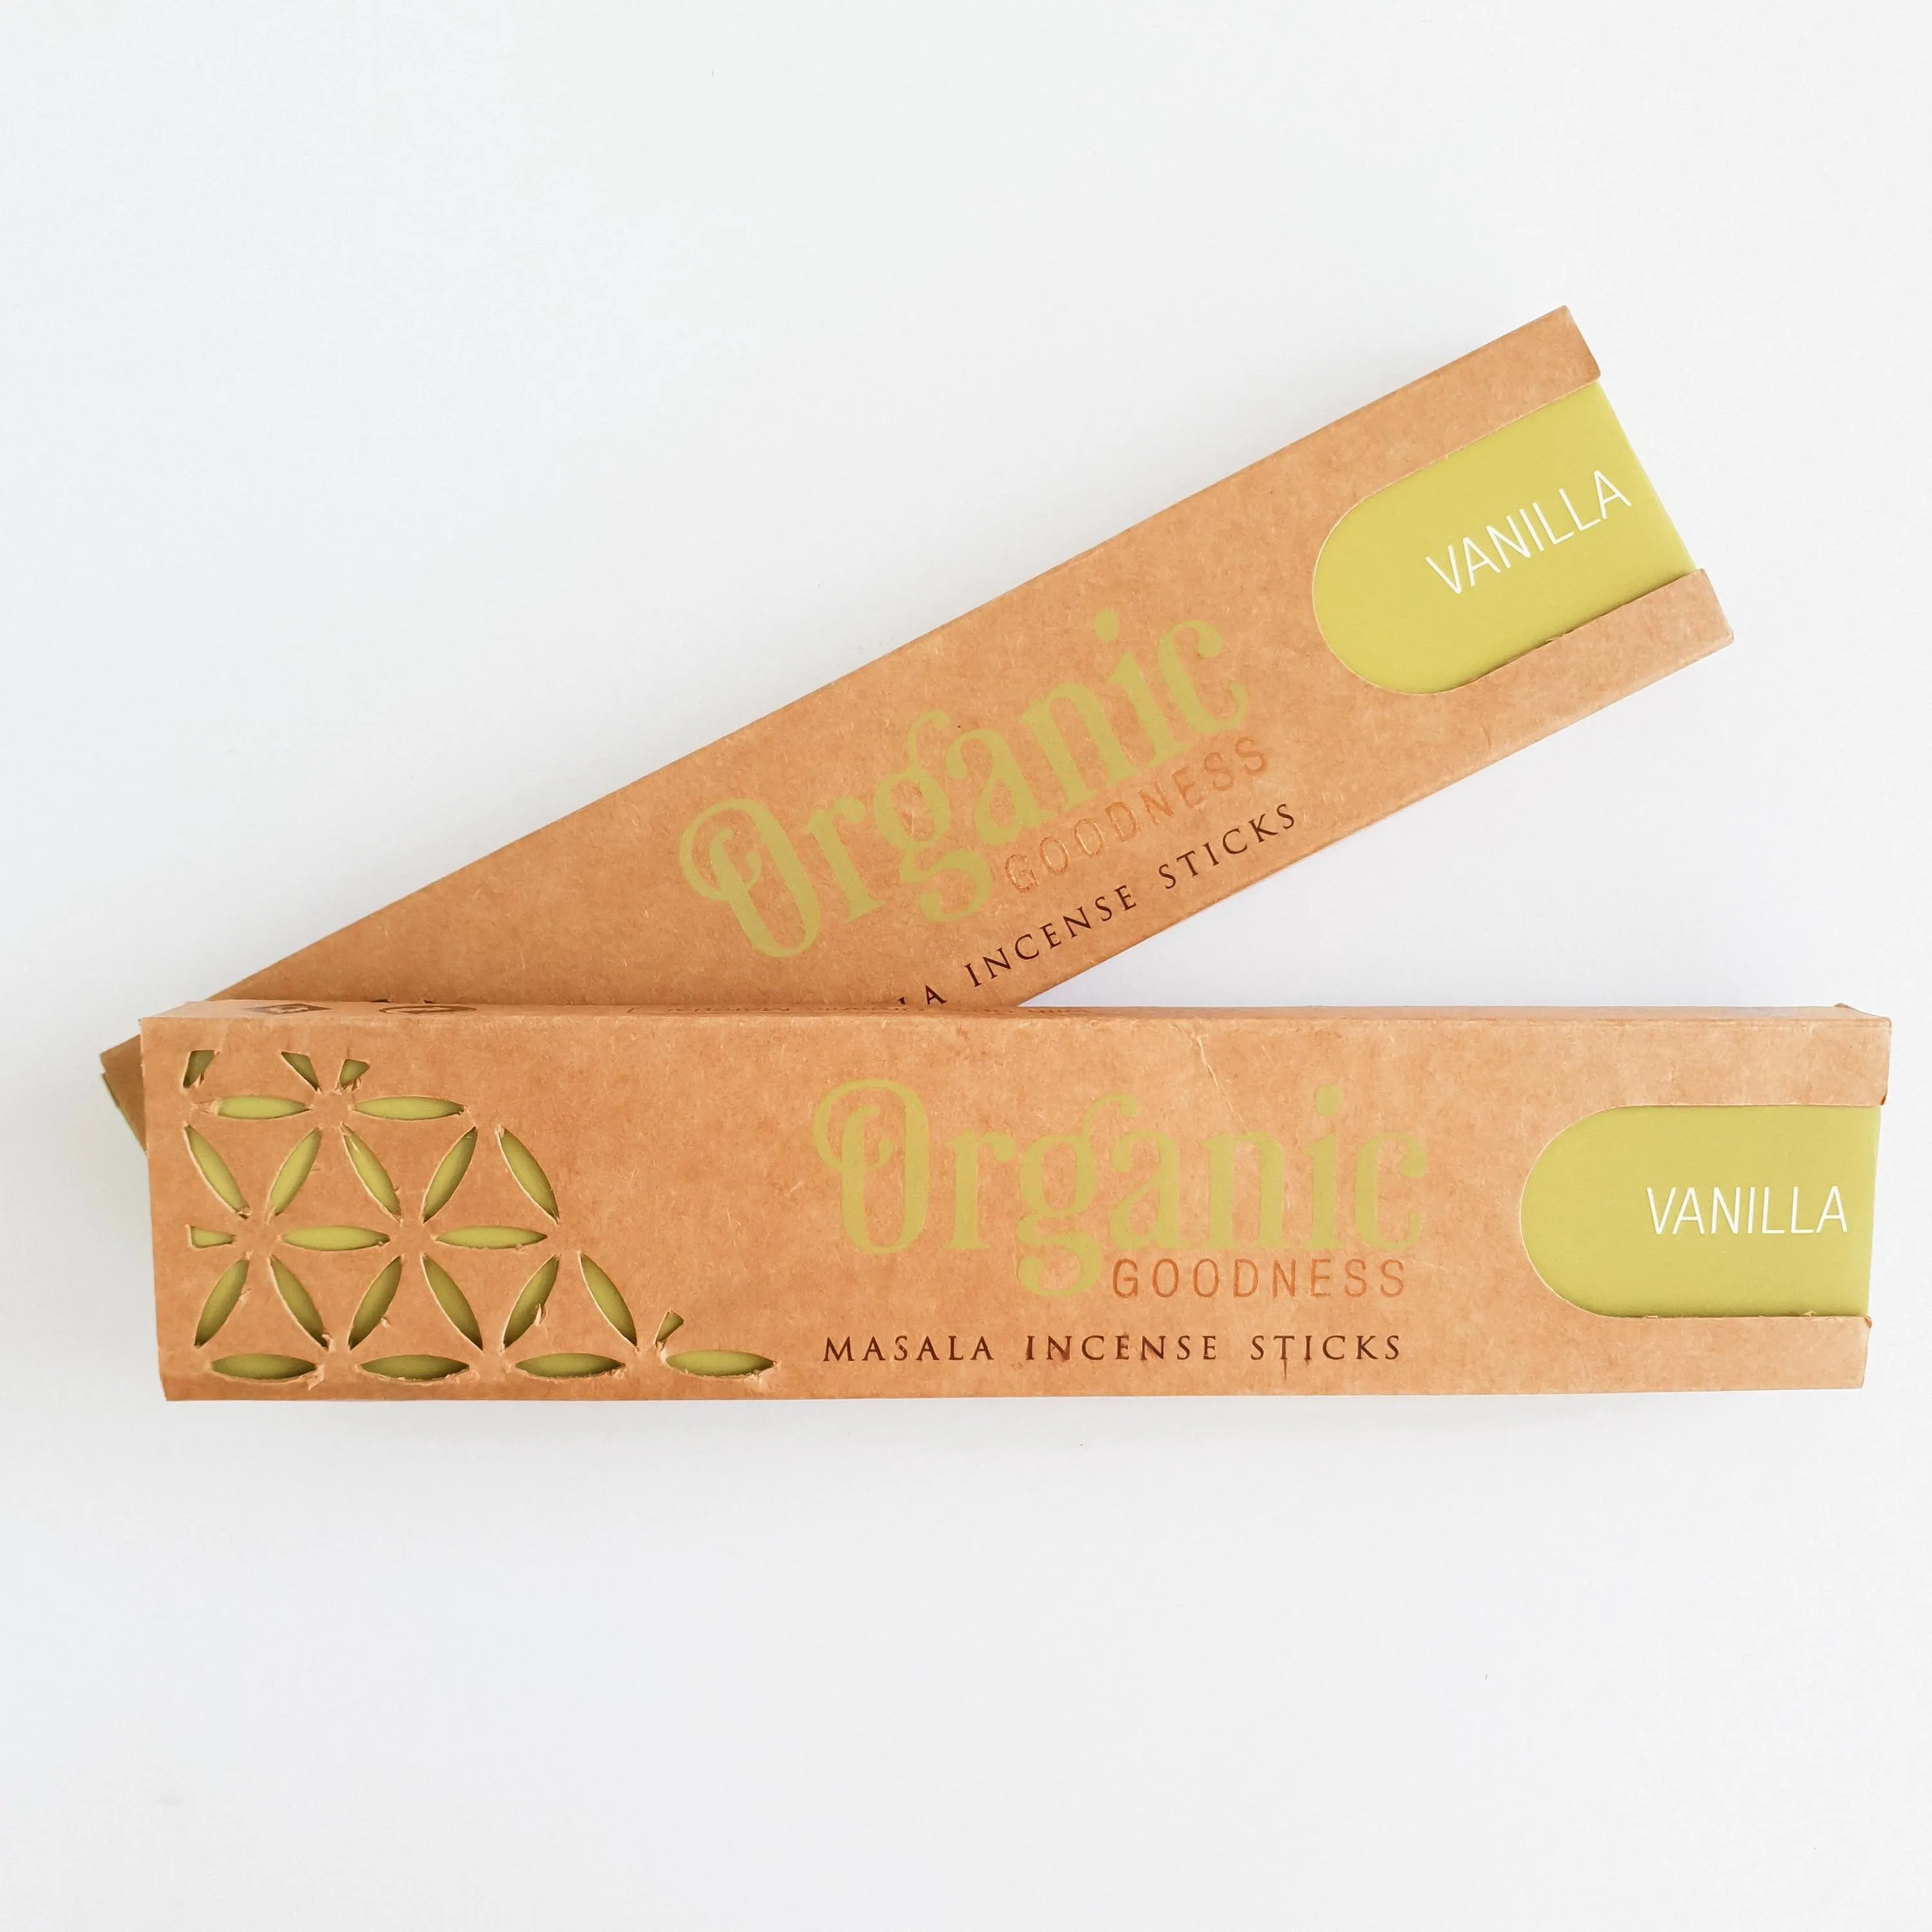 VANILLA
Organic
GOODNESS
INCENSE STICKS
Organic
GOODNESS
MASALA INCENSE STICKS
VANILLA